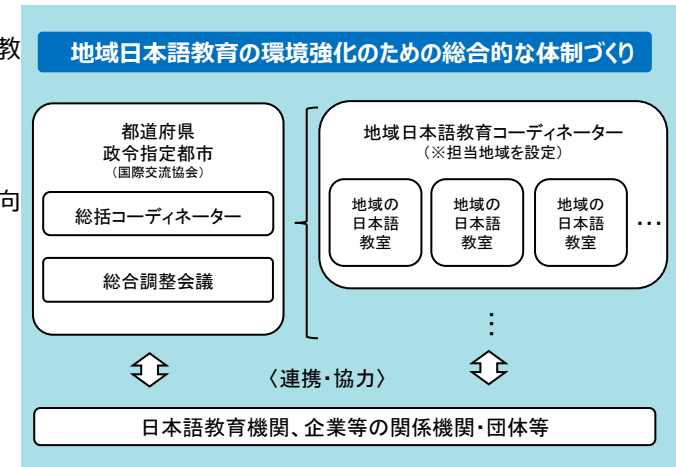 教
向
地域日本語教育の環境強化のための総合的な体制づくり
都道府県
政令指定都市
（国際交流協会）
総括コーディネーター
総合調整会議
地域日本語教育コーディネーター
（※担当地域を設定）
地域の
日本語
教室
地域の
日本語
教室
地域の
日本語
教室
…
⋮
〈連携・協力〉
日本語教育機関、企業等の関係機関・団体等